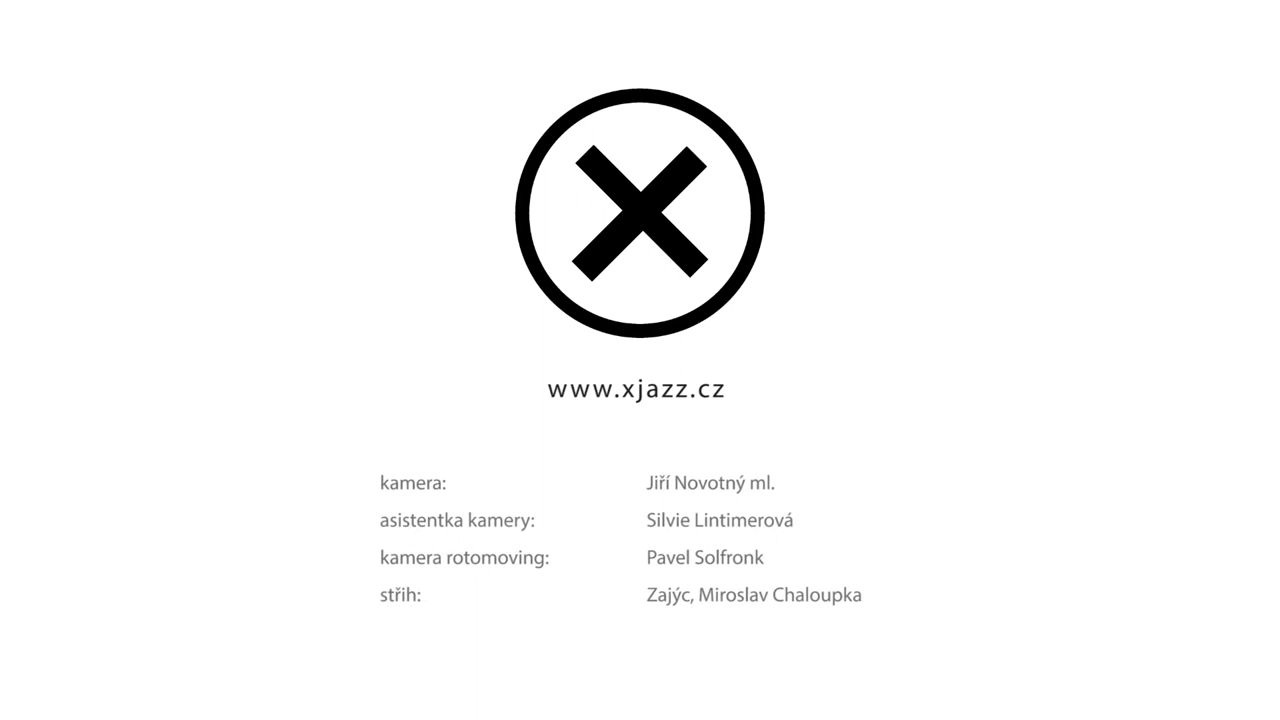 www.xjazz.cz
kamera: Jiří Novotný ml.
asistentka kamery: Silvie Lintimerová
kamera rotomoving: Pavel Solfronk
střih: Zajýc, Miroslav Chaloupka